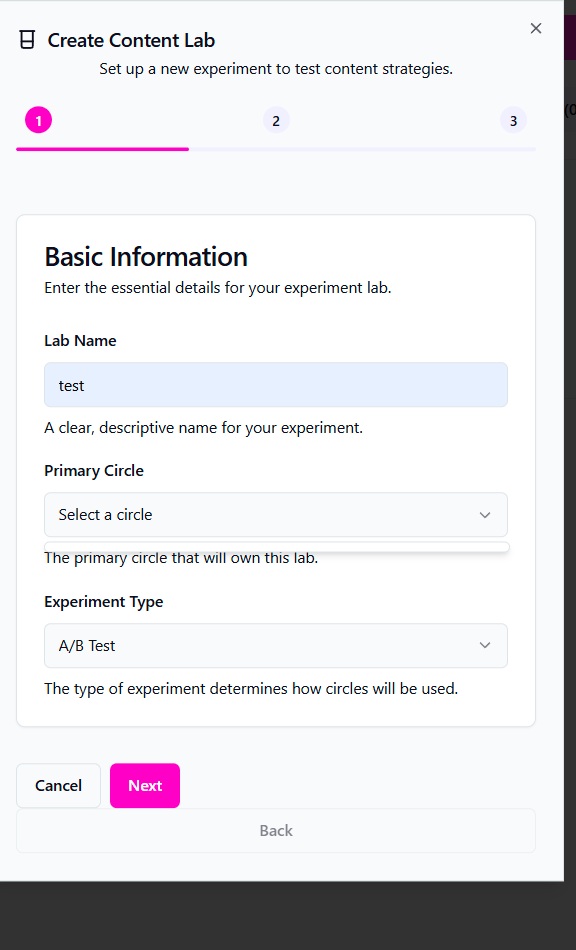 Create Content Lab
Set up a new experiment to test content strategies.
1
2
3
(0
Basic Information
Enter the essential details for your experiment lab.
Lab Name
test
A clear, descriptive name for your experiment.
Primary Circle
Select a circle
The primary circle that will own this lab.
Experiment Type
A/B Test
The type of experiment determines how circles will be used.
Cancel
Next
Back